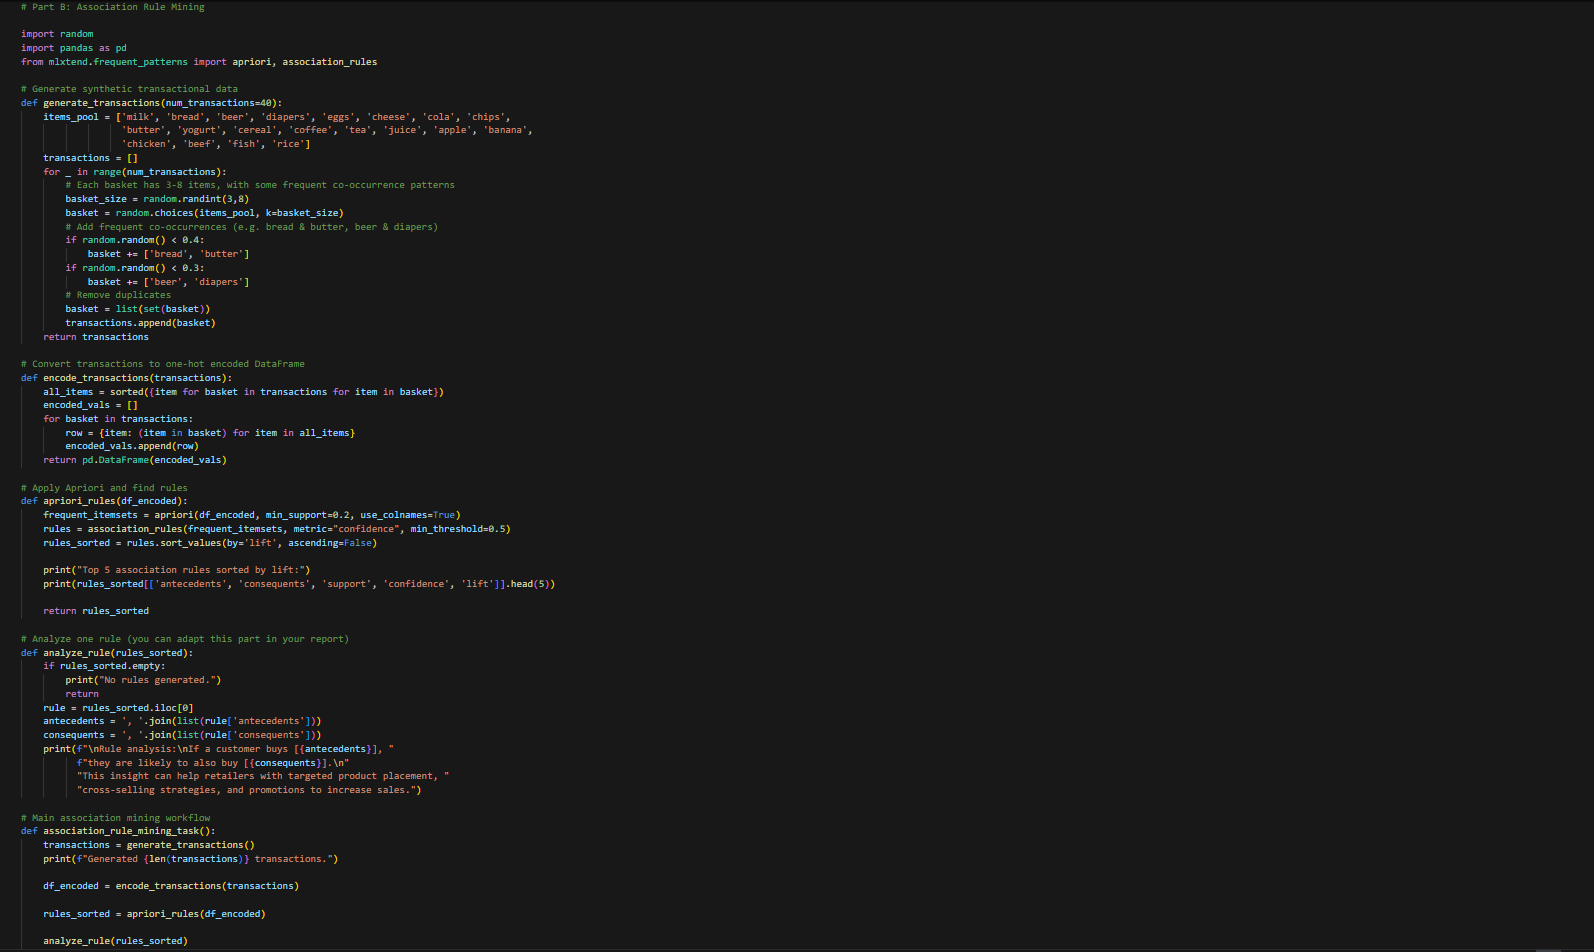 # Part B: Association Rule Mining
import random
import pandas as pd
from mlxtend.frequent_patterns import apriori, association_rules
# Generate synthetic transactional data
def generate_transactions(num_transactions=40):
    items_pool = ['milk', 'bread', 'beer', 'diapers', 'eggs', 'cheese', 'cola', 'chips',
                  'butter', 'yogurt', 'cereal', 'coffee', 'tea', 'juice', 'apple', 'banana',
                  'chicken', 'beef', 'fish', 'rice']
    transactions = []
    for _ in range(num_transactions):
        # Each basket has 3-8 items, with some frequent co-occurrence patterns
        basket_size = random.randint(3,8)
        basket = random.choices(items_pool, k=basket_size)
        # Add frequent co-occurrences (e.g. bread & butter, beer & diapers)
        if random.random() < 0.4:
            basket += ['bread', 'butter']
        if random.random() < 0.3:
            basket += ['beer', 'diapers']
        # Remove duplicates
        basket = list(set(basket))
        transactions.append(basket)
    return transactions
# Convert transactions to one-hot encoded DataFrame
def encode_transactions(transactions):
    all_items = sorted({item for basket in transactions for item in basket})
    encoded_vals = []
    for basket in transactions:
        row = {item: (item in basket) for item in all_items}
        encoded_vals.append(row)
    return pd.DataFrame(encoded_vals)
# Apply Apriori and find rules
def apriori_rules(df_encoded):
    frequent_itemsets = apriori(df_encoded, min_support=0.2, use_colnames=True)
    rules = association_rules(frequent_itemsets, metric="confidence", min_threshold=0.5)
    rules_sorted = rules.sort_values(by='lift', ascending=False)
    print("Top 5 association rules sorted by lift:")
    print(rules_sorted[['antecedents', 'consequents', 'support', 'confidence', 'lift']].head(5))
    return rules_sorted
# Analyze one rule (you can adapt this part in your report)
def analyze_rule(rules_sorted):
    if rules_sorted.empty:
        print("No rules generated.")
        return
    rule = rules_sorted.iloc[0]
    antecedents = ', '.join(list(rule['antecedents']))
    consequents = ', '.join(list(rule['consequents']))
    print(f"\nRule analysis:\nIf a customer buys [{antecedents}], "
          f"they are likely to also buy [{consequents}].\n"
          "This insight can help retailers with targeted product placement, "
          "cross-selling strategies, and promotions to increase sales.")
# Main association mining workflow
def association_rule_mining_task():
    transactions = generate_transactions()
    print(f"Generated {len(transactions)} transactions.")
    df_encoded = encode_transactions(transactions)
    rules_sorted = apriori_rules(df_encoded)
    analyze_rule(rules_sorted)